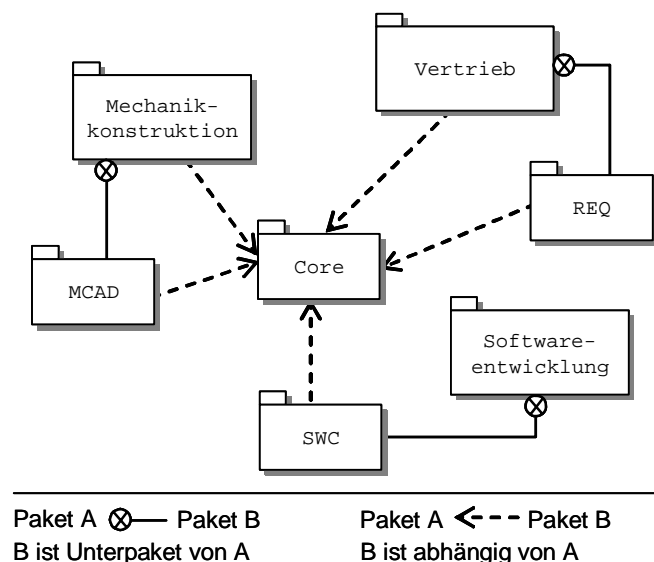 Vertrieb
Mechanik-
konstruktion
REQ
Core
MCAD
Software-
entwicklung
SWC
Paket A Paket B
B ist Unterpaket von A
Paket A Paket B
B ist abhängig von A